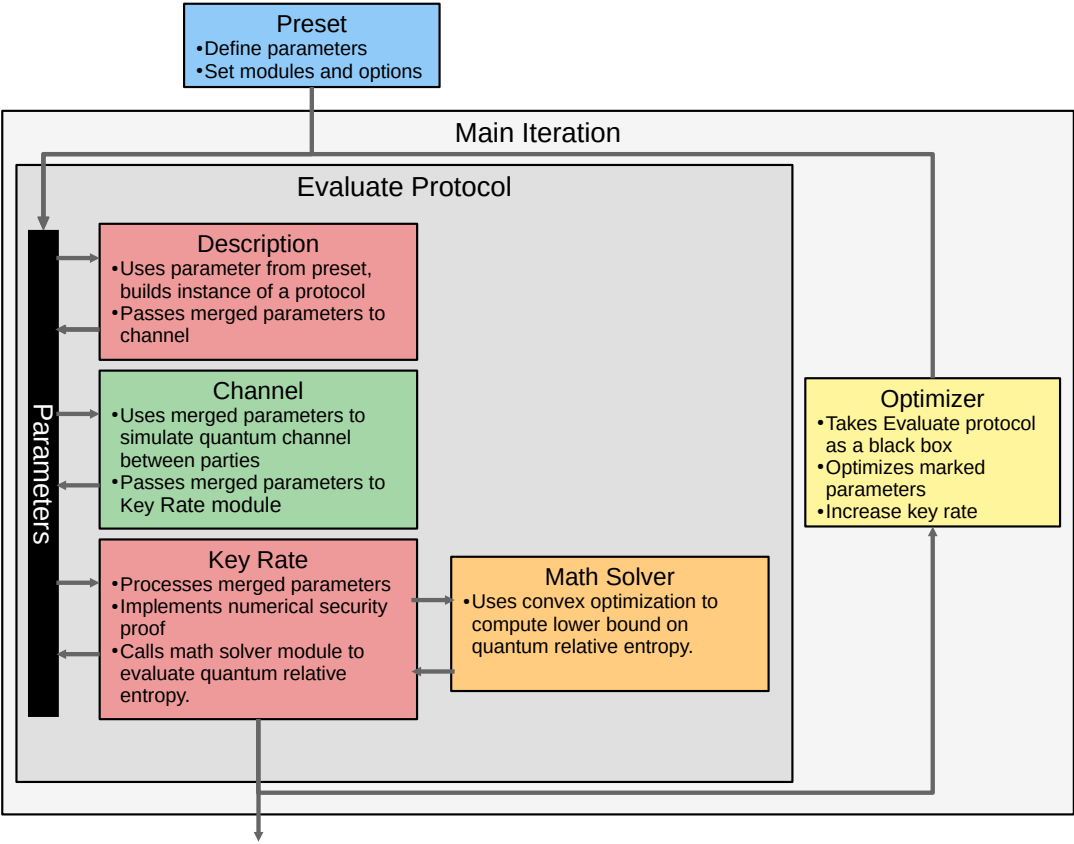 Preset
•Define parameters
•Set modules and options
Main Iteration
Evaluate Protocol
Parameters
Description
•Uses parameter from preset,
builds instance of a protocol
•Passes merged parameters to
channel
Channel
•Uses merged parameters to
simulate quantum channel
between parties
•Passes merged parameters to
Key Rate module
Key Rate
•Processes merged parameters
•Implements numerical security
proof
•Calls math solver module to
evaluate quantum relative
entropy.
Math Solver
•Uses convex optimization to
compute lower bound on
quantum relative entropy.
Optimizer
•Takes Evaluate protocol
as a black box
•Optimizes marked
parameters
•Increase key rate